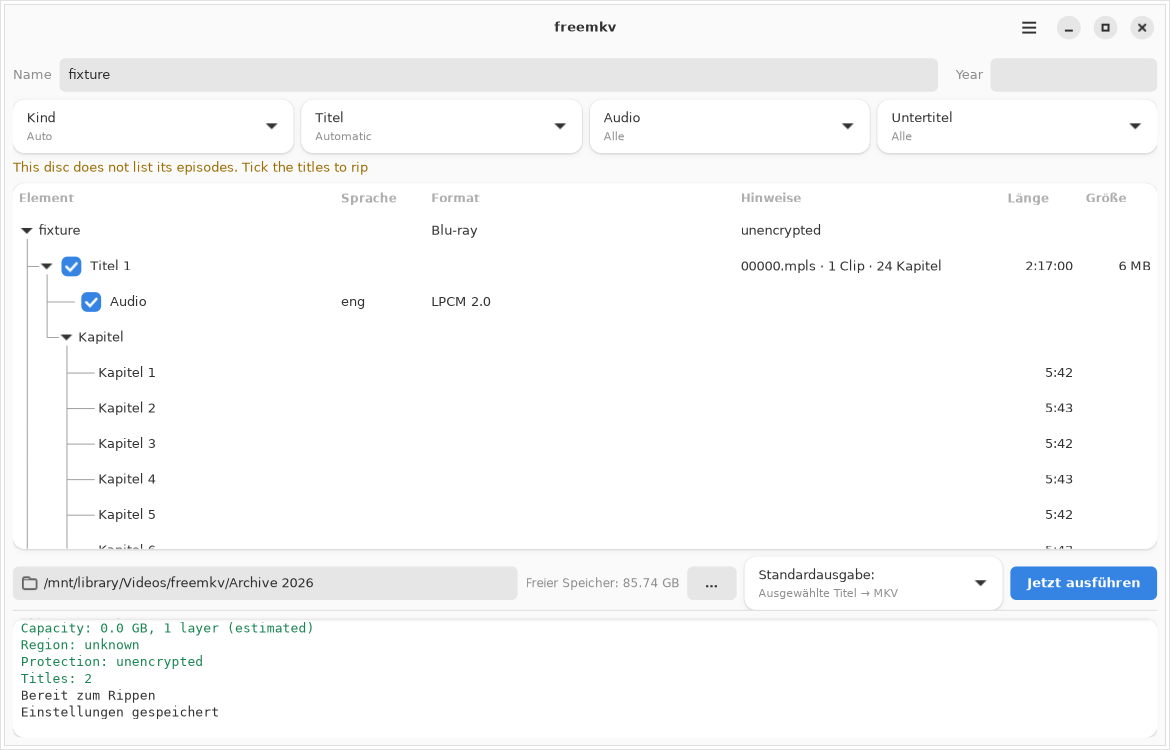 freemkv
Name fixture Year
Kind Titel Audio Untertitel
Auto Automatic Alle Alle
This disc does not list its episodes. Tick the titles to rip
Element Sprache Format Hinweise Länge Größe
fixture Blu-ray unencrypted
Titel 1 00000.mpls · 1 Clip · 24 Kapitel 2:17:00 6 MB
Audio eng LPCM 2.0
Kapitel
Kapitel 1 5:42
Kapitel 2 5:43
Kapitel 3 5:42
Kapitel 4 5:43
Kapitel 5 5:42
Kapitel 6 5:43
/mnt/library/Videos/freemkv/Archive 2026 Freier Speicher: 85.74 GB ... Standardausgabe: Jetzt ausführen
Ausgewählte Titel → MKV
Capacity: 0.0 GB, 1 layer (estimated)
Region: unknown
Protection: unencrypted
Titles: 2
Bereit zum Rippen
Einstellungen gespeichert